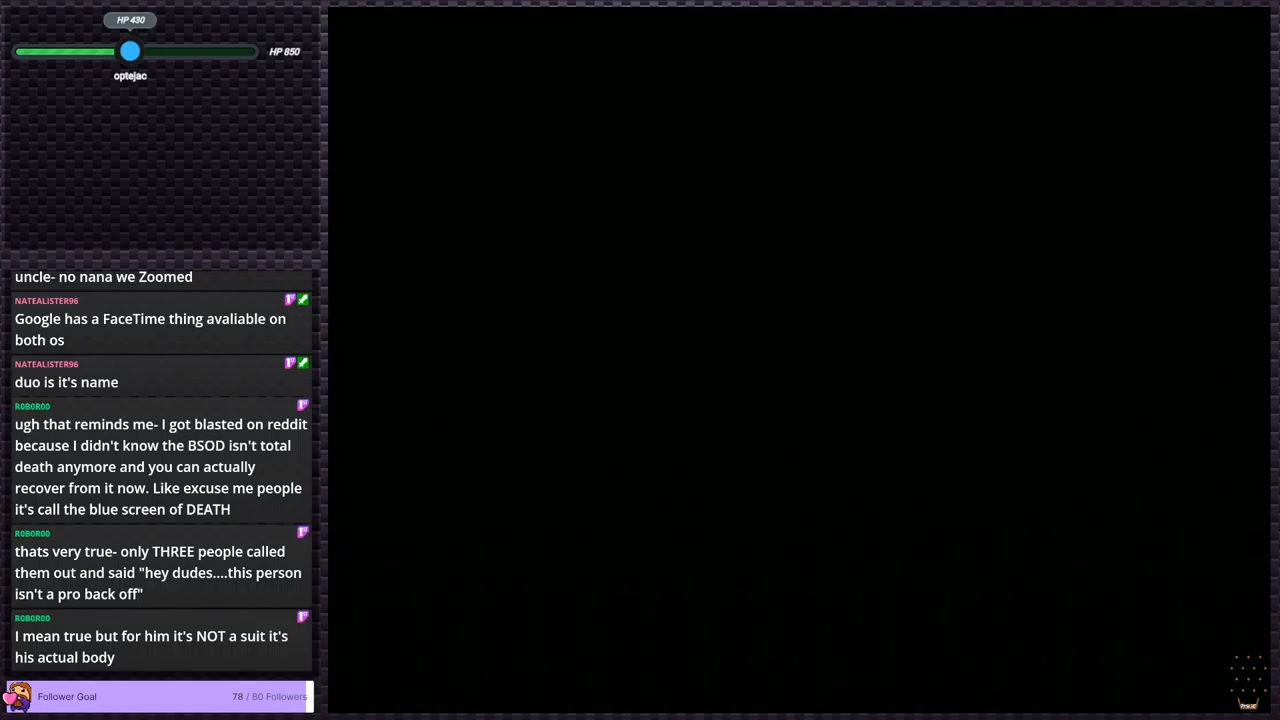 HP 430
HP 850
optejac
uncle- no nana we Zoomed
NATEALISTER96
Google has a FaceTime thing avaliable on
both os
NATEALISTER96
duo is it's name
R0B0R00
ugh that reminds me- I got blasted on reddit
because I didn't know the BSOD isn't total
death anymore and you can actually
recover from it now. Like excuse me people
it's call the blue screen of DEATH
R0B0R00
thats very true- only THREE people called
them out and said "hey dudes....this person
isn't a pro back off"
R0B0R00
I mean true but for him it's NOT a suit it's
his actual body
Follower Goal
78 / 80 Followers